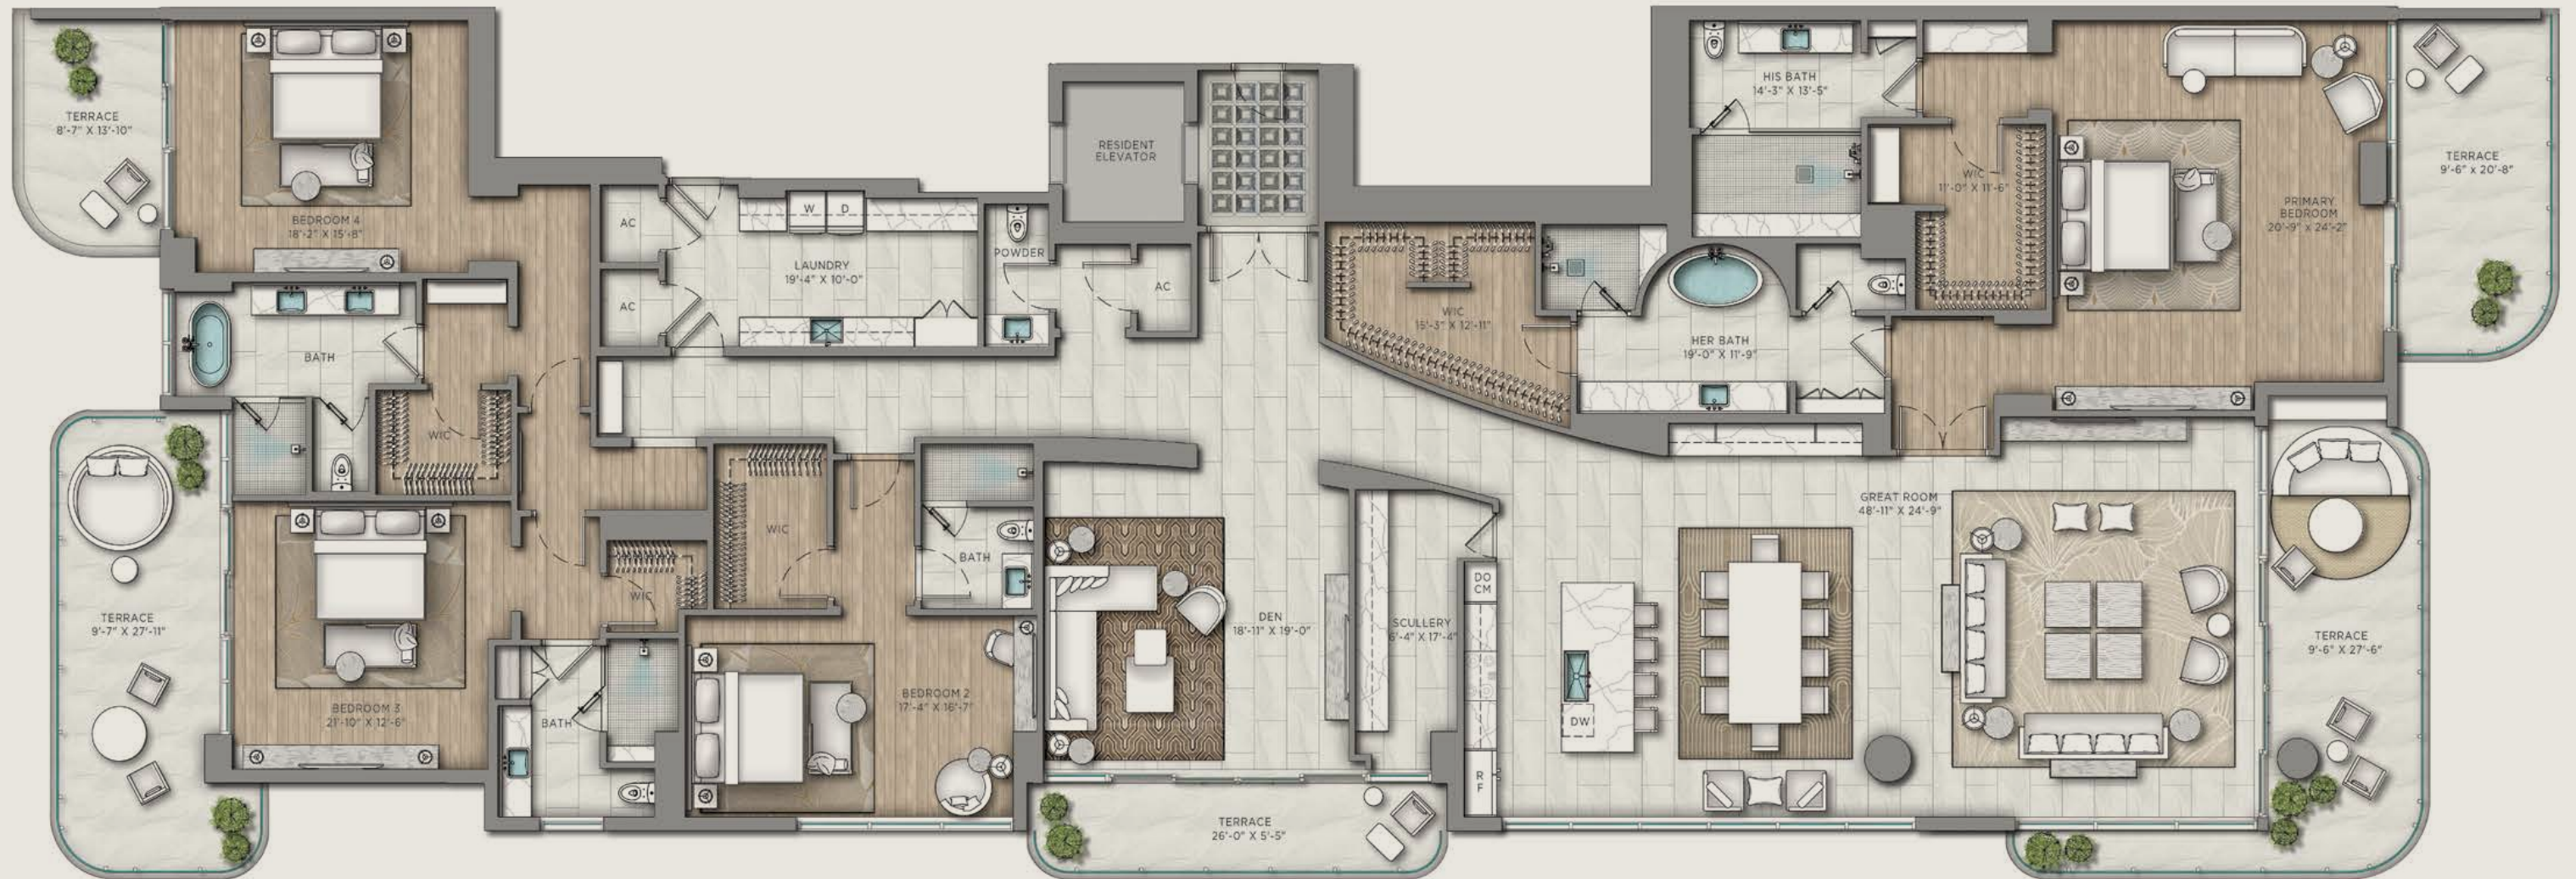 TERRACE
8'-7" X 13'-10"
BEDROOM 4
18'-2" X 15'-8"
AC
AC
W
D
LAUNDRY
19'-4" X 10'-0"
POWDER
RESIDENT
ELEVATOR
AC
HIS BATH
14'-3" X 13'-5"
WIC
11'-0" X 11'-6"
PRIMARY
BEDROOM
20'-9" X 24'-2"
TERRACE
9'-6" x 20'-8"
BATH
WIC
WIC
15'-3" X 12'-11"
HER BATH
19'-0" X 11'-9"
TERRACE
9'-7" X 27'-11"
BEDROOM 3
21'-10" X 12'-6"
WIC
BATH
WIC
BATH
BEDROOM 2
17'-4" X 16'-7"
DEN
18'-11" X 19'-0"
SCULLERY
6'-4" X 17'-4"
DO
CM
R
F
DW
GREAT ROOM
48'-11" X 24'-9"
TERRACE
9'-6" X 27'-6"
TERRACE
26'-0" X 5'-5"